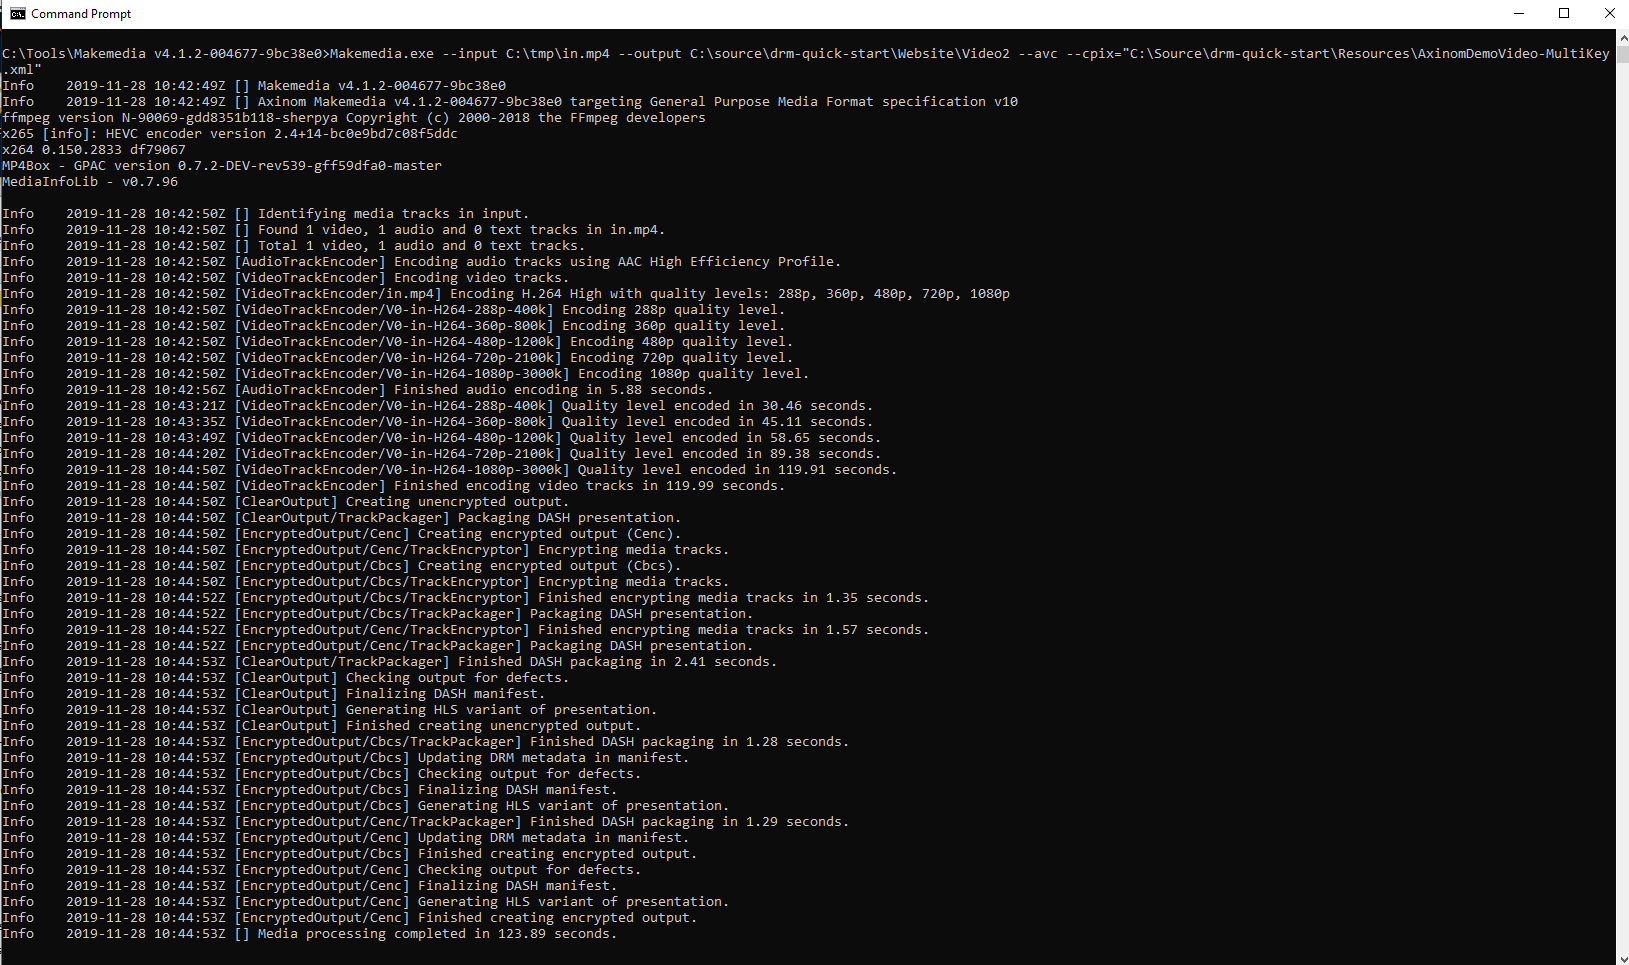 Command Prompt
C:\Tools\Makemedia v4.1.2-004677-9bc38e0>Makemedia.exe --input C:\tmp\in.mp4 --output C:\source\drm-quick-start\Website\Video2 --avc --cpix="C:\Source\drm-quick-start\Resources\AxinomDemoVideo-MultiKey
.xml"
Info    2019-11-28 10:42:49Z [] Makemedia v4.1.2-004677-9bc38e0
Info    2019-11-28 10:42:49Z [] Axinom Makemedia v4.1.2-004677-9bc38e0 targeting General Purpose Media Format specification v10
ffmpeg version N-90069-gdd8351b118-sherpya Copyright (c) 2000-2018 the FFmpeg developers
x265 [info]: HEVC encoder version 2.4+14-bc0e9bd7c08f5ddc
x264 0.150.2833 df79067
MP4Box - GPAC version 0.7.2-DEV-rev539-gff59dfa0-master
MediaInfoLib - v0.7.96
Info    2019-11-28 10:42:50Z [] Identifying media tracks in input.
Info    2019-11-28 10:42:50Z [] Found 1 video, 1 audio and 0 text tracks in in.mp4.
Info    2019-11-28 10:42:50Z [] Total 1 video, 1 audio and 0 text tracks.
Info    2019-11-28 10:42:50Z [AudioTrackEncoder] Encoding audio tracks using AAC High Efficiency Profile.
Info    2019-11-28 10:42:50Z [VideoTrackEncoder] Encoding video tracks.
Info    2019-11-28 10:42:50Z [VideoTrackEncoder/in.mp4] Encoding H.264 High with quality levels: 288p, 360p, 480p, 720p, 1080p
Info    2019-11-28 10:42:50Z [VideoTrackEncoder/V0-in-H264-288p-400k] Encoding 288p quality level.
Info    2019-11-28 10:42:50Z [VideoTrackEncoder/V0-in-H264-360p-800k] Encoding 360p quality level.
Info    2019-11-28 10:42:50Z [VideoTrackEncoder/V0-in-H264-480p-1200k] Encoding 480p quality level.
Info    2019-11-28 10:42:50Z [VideoTrackEncoder/V0-in-H264-720p-2100k] Encoding 720p quality level.
Info    2019-11-28 10:42:50Z [VideoTrackEncoder/V0-in-H264-1080p-3000k] Encoding 1080p quality level.
Info    2019-11-28 10:42:56Z [AudioTrackEncoder] Finished audio encoding in 5.88 seconds.
Info    2019-11-28 10:43:21Z [VideoTrackEncoder/V0-in-H264-288p-400k] Quality level encoded in 30.46 seconds.
Info    2019-11-28 10:43:35Z [VideoTrackEncoder/V0-in-H264-360p-800k] Quality level encoded in 45.11 seconds.
Info    2019-11-28 10:43:49Z [VideoTrackEncoder/V0-in-H264-480p-1200k] Quality level encoded in 58.65 seconds.
Info    2019-11-28 10:44:20Z [VideoTrackEncoder/V0-in-H264-720p-2100k] Quality level encoded in 89.38 seconds.
Info    2019-11-28 10:44:50Z [VideoTrackEncoder/V0-in-H264-1080p-3000k] Quality level encoded in 119.91 seconds.
Info    2019-11-28 10:44:50Z [VideoTrackEncoder] Finished encoding video tracks in 119.99 seconds.
Info    2019-11-28 10:44:50Z [ClearOutput] Creating unencrypted output.
Info    2019-11-28 10:44:50Z [ClearOutput/TrackPackager] Packaging DASH presentation.
Info    2019-11-28 10:44:50Z [EncryptedOutput/Cenc] Creating encrypted output (Cenc).
Info    2019-11-28 10:44:50Z [EncryptedOutput/Cenc/TrackEncryptor] Encrypting media tracks.
Info    2019-11-28 10:44:50Z [EncryptedOutput/Cbcs] Creating encrypted output (Cbcs).
Info    2019-11-28 10:44:50Z [EncryptedOutput/Cbcs/TrackEncryptor] Encrypting media tracks.
Info    2019-11-28 10:44:52Z [EncryptedOutput/Cbcs/TrackEncryptor] Finished encrypting media tracks in 1.35 seconds.
Info    2019-11-28 10:44:52Z [EncryptedOutput/Cbcs/TrackPackager] Packaging DASH presentation.
Info    2019-11-28 10:44:52Z [EncryptedOutput/Cenc/TrackEncryptor] Finished encrypting media tracks in 1.57 seconds.
Info    2019-11-28 10:44:52Z [EncryptedOutput/Cenc/TrackPackager] Packaging DASH presentation.
Info    2019-11-28 10:44:53Z [ClearOutput/TrackPackager] Finished DASH packaging in 2.41 seconds.
Info    2019-11-28 10:44:53Z [ClearOutput] Checking output for defects.
Info    2019-11-28 10:44:53Z [ClearOutput] Finalizing DASH manifest.
Info    2019-11-28 10:44:53Z [ClearOutput] Generating HLS variant of presentation.
Info    2019-11-28 10:44:53Z [ClearOutput] Finished creating unencrypted output.
Info    2019-11-28 10:44:53Z [EncryptedOutput/Cbcs/TrackPackager] Finished DASH packaging in 1.28 seconds.
Info    2019-11-28 10:44:53Z [EncryptedOutput/Cbcs] Updating DRM metadata in manifest.
Info    2019-11-28 10:44:53Z [EncryptedOutput/Cbcs] Checking output for defects.
Info    2019-11-28 10:44:53Z [EncryptedOutput/Cbcs] Finalizing DASH manifest.
Info    2019-11-28 10:44:53Z [EncryptedOutput/Cbcs] Generating HLS variant of presentation.
Info    2019-11-28 10:44:53Z [EncryptedOutput/Cenc/TrackPackager] Finished DASH packaging in 1.29 seconds.
Info    2019-11-28 10:44:53Z [EncryptedOutput/Cenc] Updating DRM metadata in manifest.
Info    2019-11-28 10:44:53Z [EncryptedOutput/Cbcs] Finished creating encrypted output.
Info    2019-11-28 10:44:53Z [EncryptedOutput/Cenc] Checking output for defects.
Info    2019-11-28 10:44:53Z [EncryptedOutput/Cenc] Finalizing DASH manifest.
Info    2019-11-28 10:44:53Z [EncryptedOutput/Cenc] Generating HLS variant of presentation.
Info    2019-11-28 10:44:53Z [EncryptedOutput/Cenc] Finished creating encrypted output.
Info    2019-11-28 10:44:53Z [] Media processing completed in 123.89 seconds.